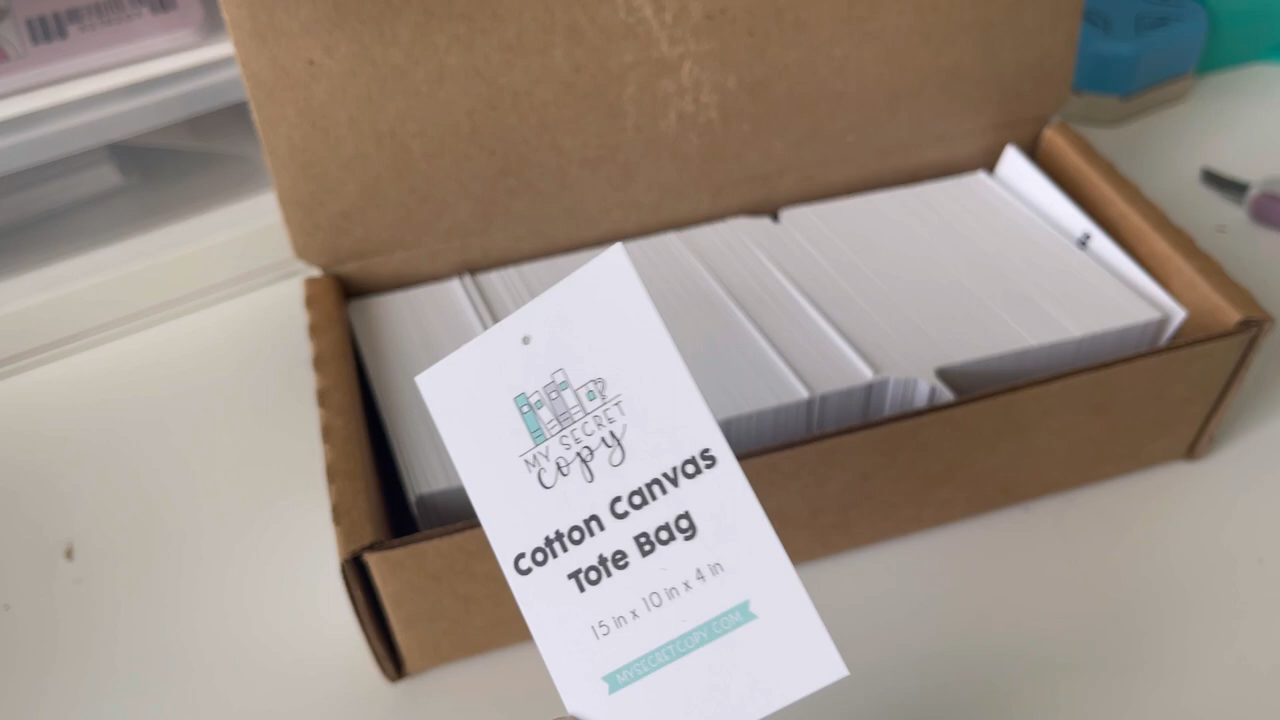 MY SECRET
copy
Cotton Canvas
Tote Bag
15 in x 10 in x 4 in
MYSECRETCOPY.COM